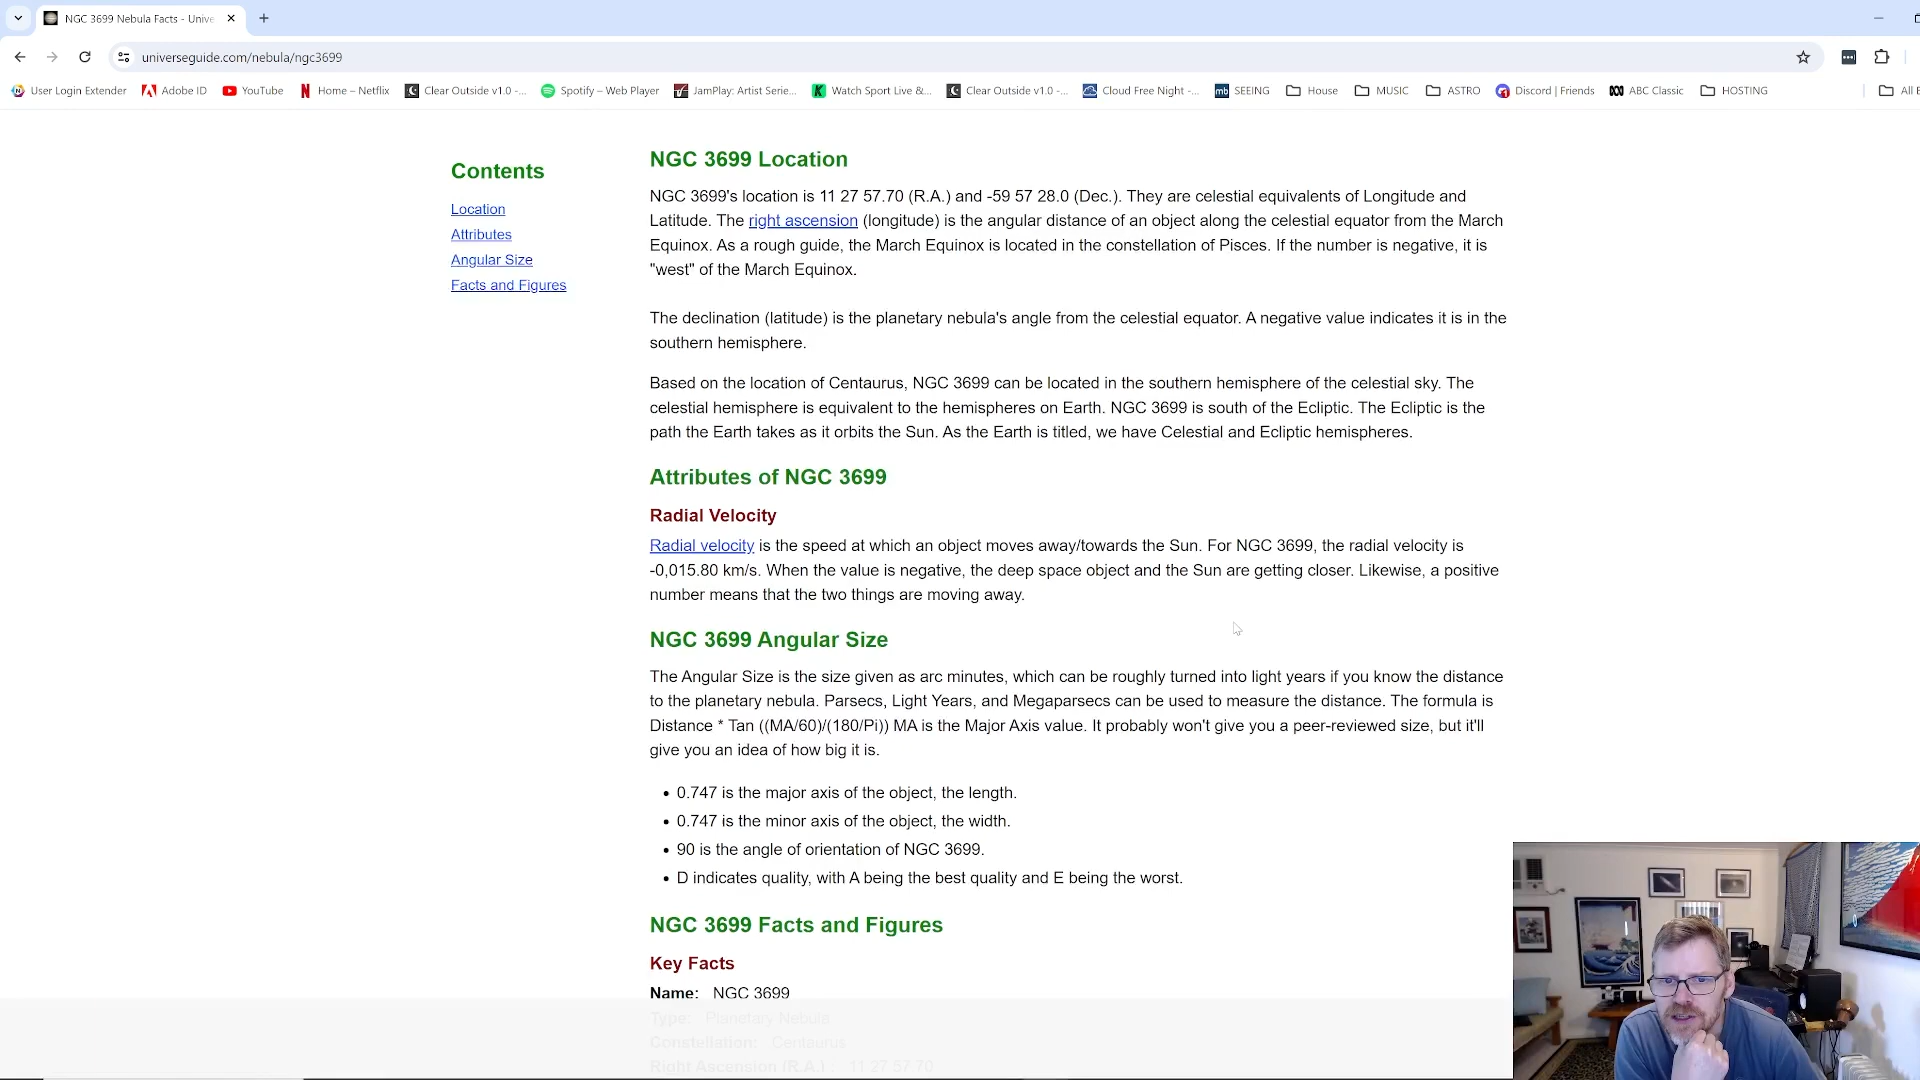 NGC 3699 Nebula Facts - Unive
universeguide.com/nebula/ngc3699
User Login Extender
Adobe ID
YouTube
Home – Netflix
Clear Outside v1.0 -...
Spotify – Web Player
JamPlay: Artist Serie...
Watch Sport Live &...
Clear Outside v1.0 -...
Cloud Free Night -...
SEEING
House
MUSIC
ASTRO
Discord | Friends
ABC Classic
HOSTING
All
Contents
Location
Attributes
Angular Size
Facts and Figures
NGC 3699 Location
NGC 3699's location is 11 27 57.70 (R.A.) and -59 57 28.0 (Dec.). They are celestial equivalents of Longitude and
Latitude. The right ascension (longitude) is the angular distance of an object along the celestial equator from the March
Equinox. As a rough guide, the March Equinox is located in the constellation of Pisces. If the number is negative, it is
"west" of the March Equinox.
The declination (latitude) is the planetary nebula's angle from the celestial equator. A negative value indicates it is in the
southern hemisphere.
Based on the location of Centaurus, NGC 3699 can be located in the southern hemisphere of the celestial sky. The
celestial hemisphere is equivalent to the hemispheres on Earth. NGC 3699 is south of the Ecliptic. The Ecliptic is the
path the Earth takes as it orbits the Sun. As the Earth is titled, we have Celestial and Ecliptic hemispheres.
Attributes of NGC 3699
Radial Velocity
Radial velocity is the speed at which an object moves away/towards the Sun. For NGC 3699, the radial velocity is
-0,015.80 km/s. When the value is negative, the deep space object and the Sun are getting closer. Likewise, a positive
number means that the two things are moving away.
NGC 3699 Angular Size
The Angular Size is the size given as arc minutes, which can be roughly turned into light years if you know the distance
to the planetary nebula. Parsecs, Light Years, and Megaparsecs can be used to measure the distance. The formula is
Distance * Tan ((MA/60)/(180/Pi)) MA is the Major Axis value. It probably won't give you a peer-reviewed size, but it'll
give you an idea of how big it is.
• 0.747 is the major axis of the object, the length.
• 0.747 is the minor axis of the object, the width.
• 90 is the angle of orientation of NGC 3699.
• D indicates quality, with A being the best quality and E being the worst.
NGC 3699 Facts and Figures
Key Facts
Name: NGC 3699
Type: Planetary Nebula
Constellation: Centaurus
Right Ascension (R.A.) : 11 27 57.70